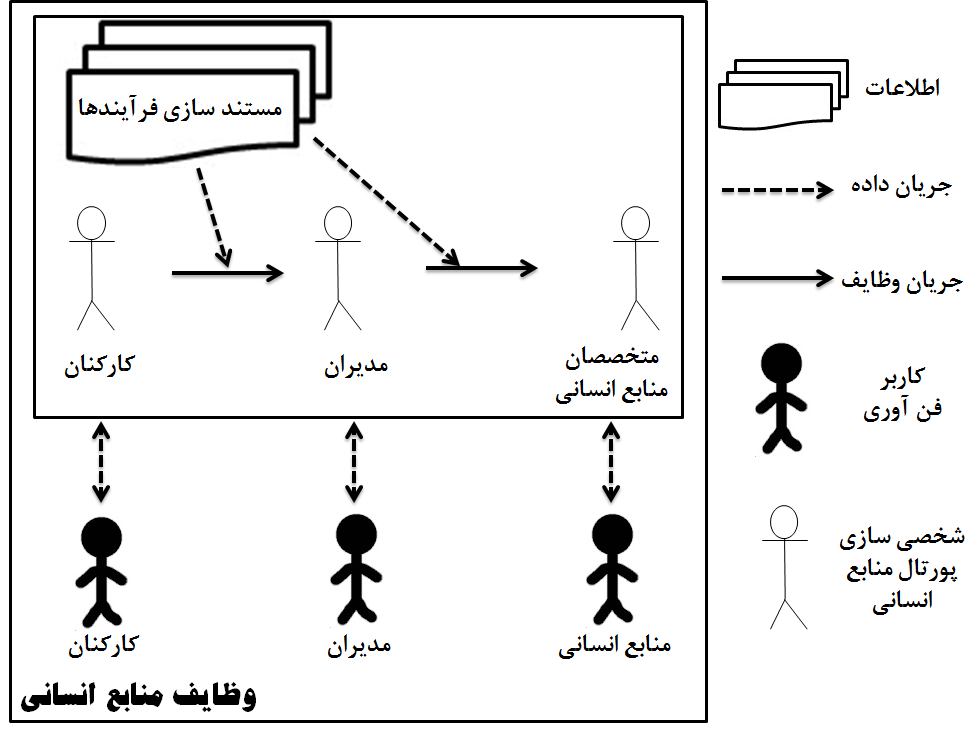 مستند سازی فرآیندها
کارکنان
مدیران
متخصصان
منابع انسانی
کارکنان
مدیران
منابع انسانی
وظایف منابع انسانی
اطلاعات
جریان داده
جریان وظایف
کاربر
فن آوری
شخصی سازی
پورتال منابع
انسانی